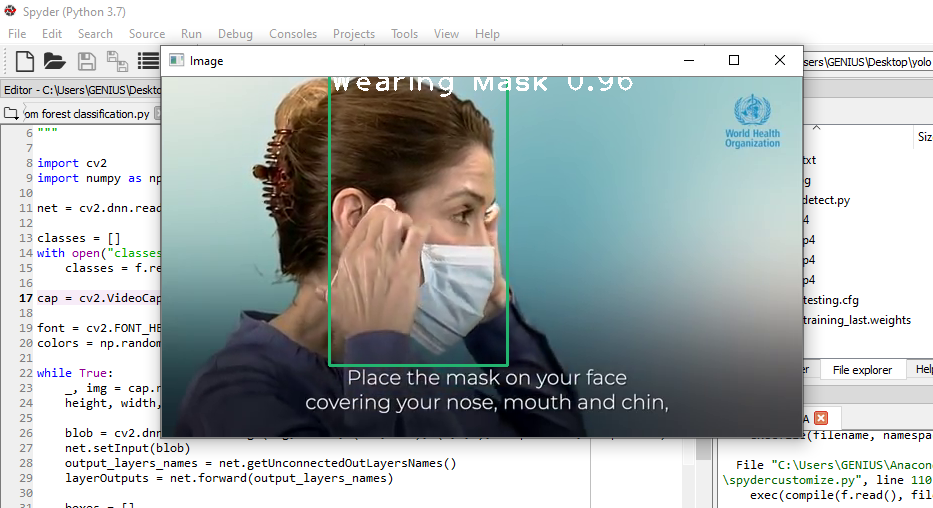 Spyder (Python 3.7)
File Edit Search Source Run Debug Consoles Projects Tools View Help
Image
sers\GENIUS\Desktop\yolo
Editor - C:\Users\GENIUS\Desktop
om forest classification.py
Wearing Mask 0.96
World Health
Organization
Place the mask on your face
covering your nose, mouth and chin,
6 """
7
8 import cv2
9 import numpy as np
10
11 net = cv2.dnn.read
12
13 classes = []
14 with open("classes
15 classes = f.re
16
17 cap = cv2.VideoCap
18
19 font = cv2.FONT_HE
20 colors = np.random
21
22 while True:
23 _, img = cap.r
24 height, width,
25
26 blob = cv2.dnn
27 net.setInput(blob)
28 output_layers_names = net.getUnconnectedOutLayersNames()
29 layerOutputs = net.forward(output_layers_names)
30
31 boxes = []
Siz
txt
g
detect.py
4
p4
p4
p4
testing.cfg
training_last.weights
er File explorer Help
A
execfile(filename, namespa
File "C:\Users\GENIUS\Anacon
\spydercustomize.py", line 110
exec(compile(f.read(), file